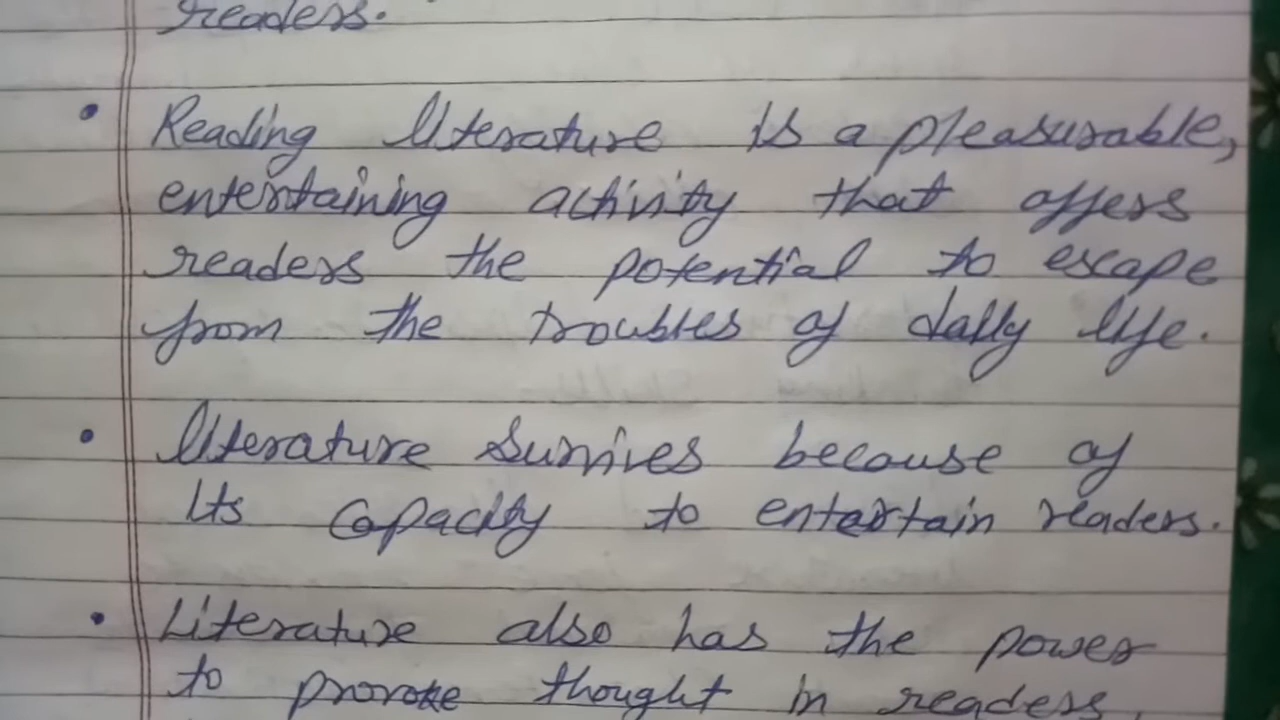 readers.
• Reading literature is a pleasurable,
entertaining activity that offers
readers the potential to escape
from the troubles of daily life.
• literature survives because of
its capacity to entertain readers.
• Literature also has the power
to provoke thought in readers.